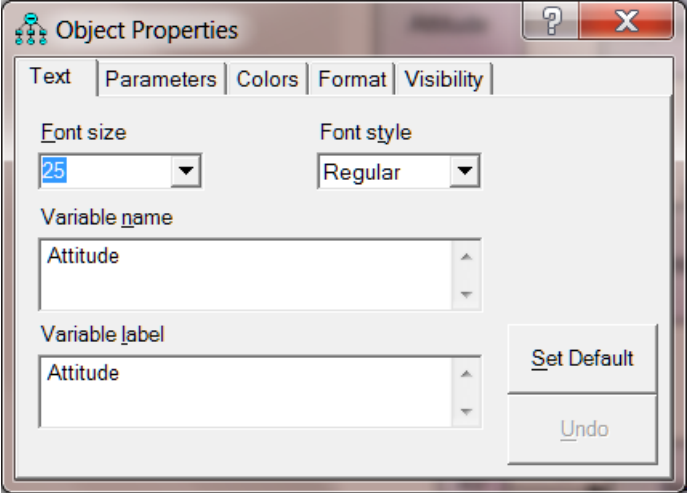 Object Properties
Attitude
Text Parameters Colors Format Visibility
Font size Font style
25 Regular
Variable name
Attitude
Variable label
Attitude
Set Default
Undo